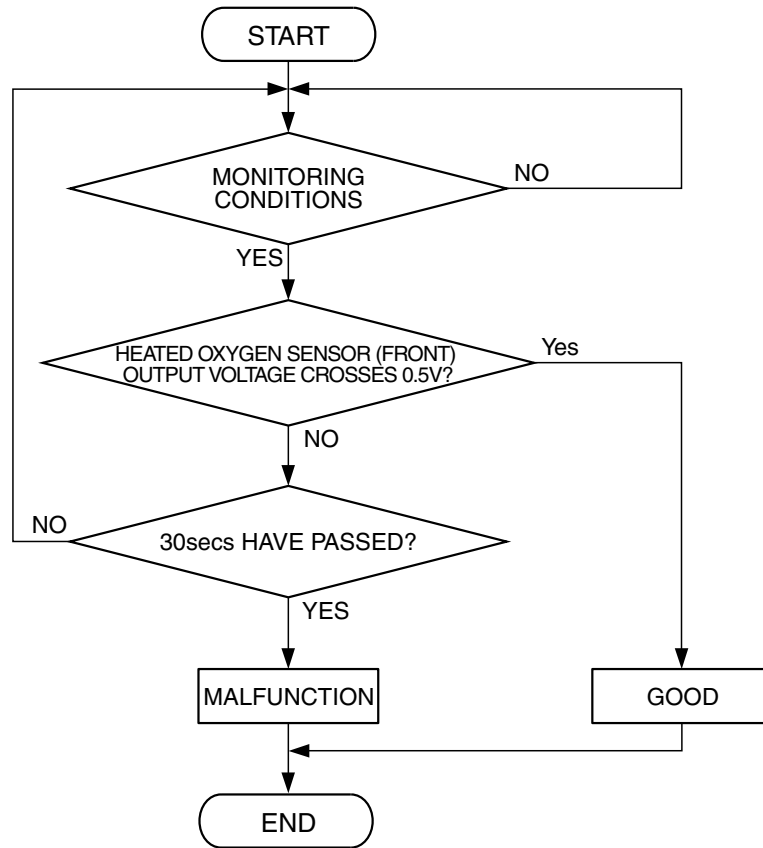 START
MONITORING
CONDITIONS
NO
YES
HEATED OXYGEN SENSOR (FRONT)
OUTPUT VOLTAGE CROSSES 0.5V?
Yes
NO
30secs HAVE PASSED?
NO
YES
MALFUNCTION
GOOD
END